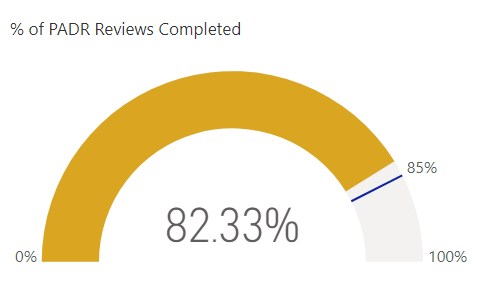 % of PADR Reviews Completed
85%
82.33%
0%
100%